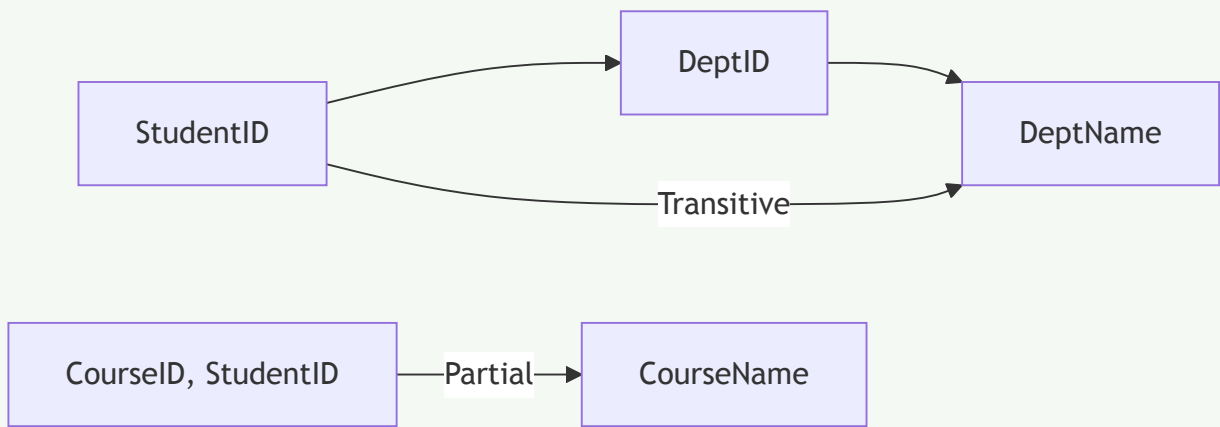 DeptID
StudentID
DeptName
Transitive
CourseID, StudentID
Partial
CourseName